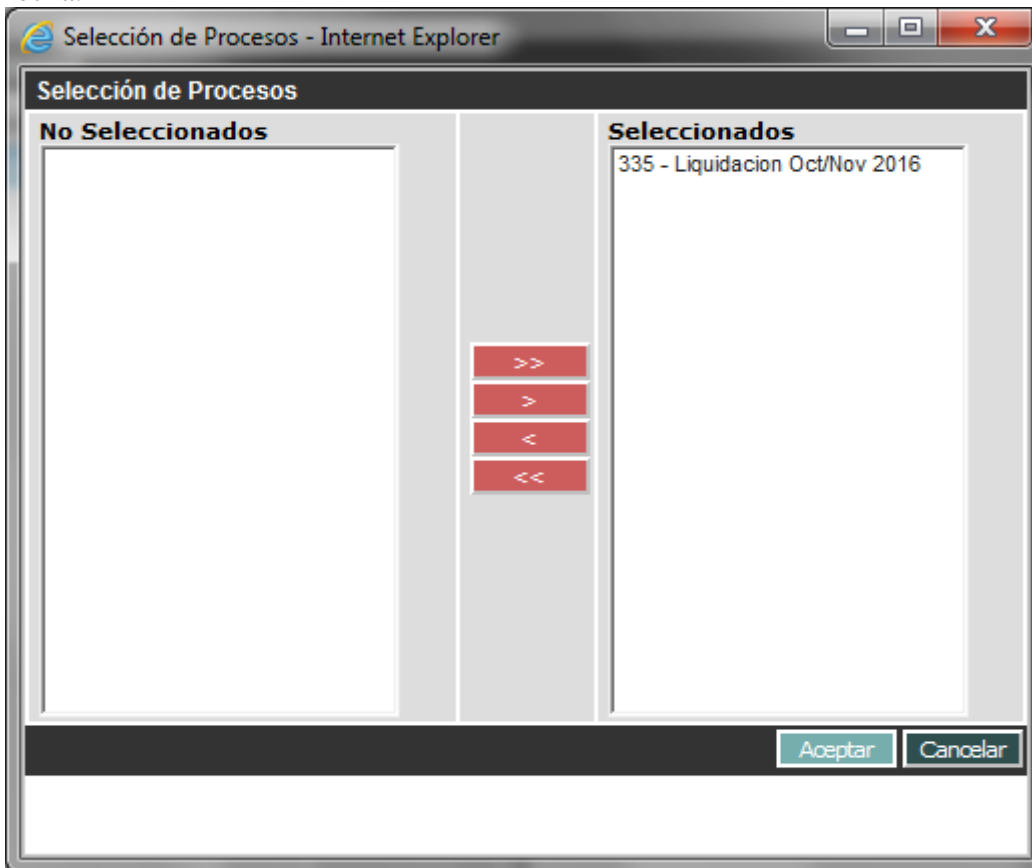 Selección de Procesos - Internet Explorer
Selección de Procesos
No Seleccionados
Seleccionados
335 - Liquidacion Oct/Nov 2016
>>
>
<
<<
Aceptar
Cancelar